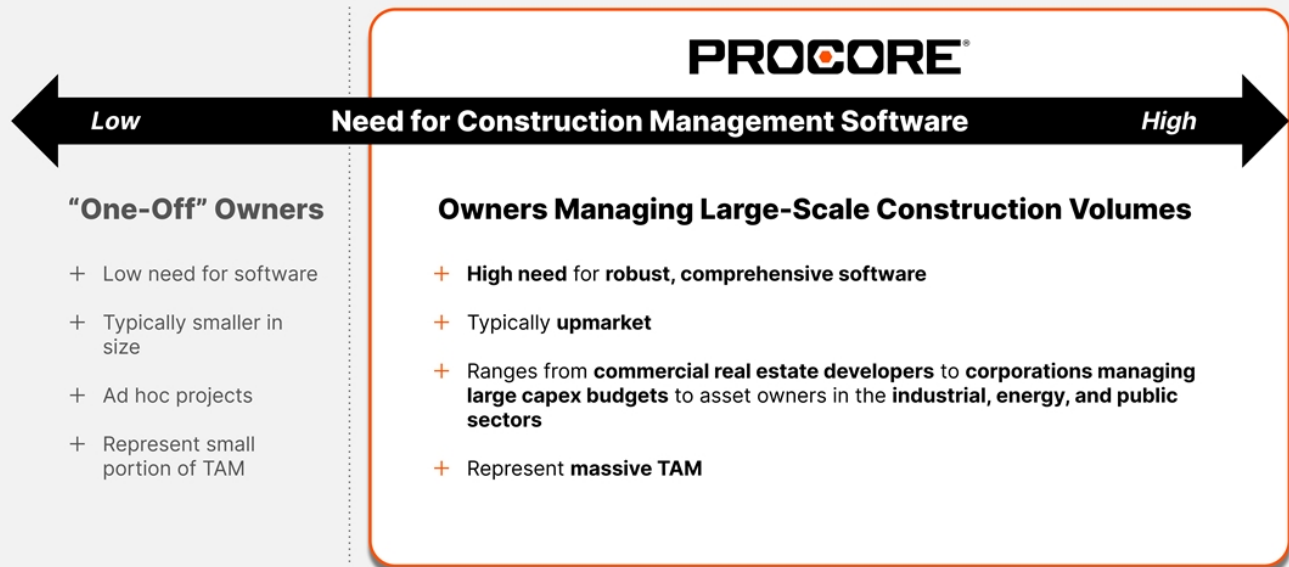 PROCORE®
Low Need for Construction Management Software High
“One-Off” Owners
+ Low need for software
+ Typically smaller in
size
+ Ad hoc projects
+ Represent small
portion of TAM
Owners Managing Large-Scale Construction Volumes
+ High need for robust, comprehensive software
+ Typically upmarket
+ Ranges from commercial real estate developers to corporations managing
large capex budgets to asset owners in the industrial, energy, and public
sectors
+ Represent massive TAM